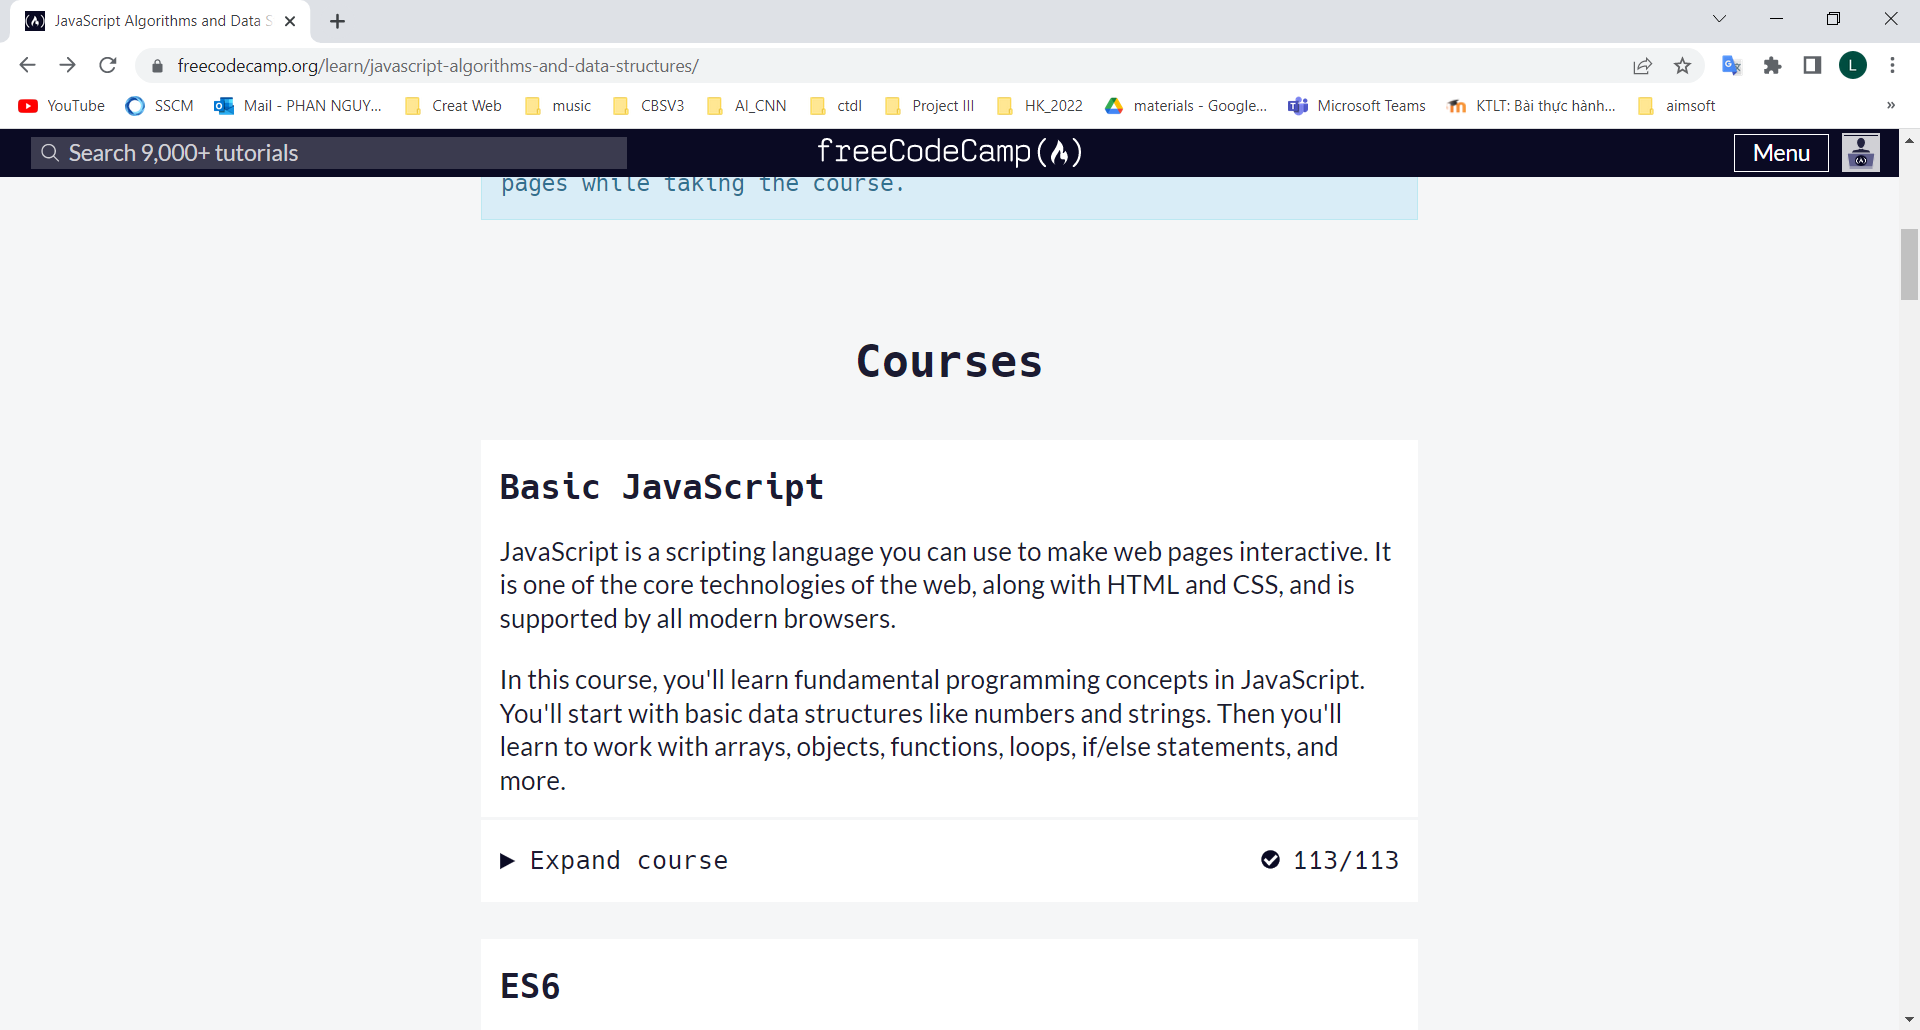 JavaScript Algorithms and Data S
freecodecamp.org/learn/javascript-algorithms-and-data-structures/
L
YouTube SSCM Mail - PHAN NGUY... Creat Web music CBSV3 AI_CNN ctdl Project III HK_2022 materials - Google... Microsoft Teams KTLT: Bài thực hành... aimsoft »
Search 9,000+ tutorials freeCodeCamp Menu
pages while taking the course.
Courses
Basic JavaScript
JavaScript is a scripting language you can use to make web pages interactive. It
is one of the core technologies of the web, along with HTML and CSS, and is
supported by all modern browsers.
In this course, you'll learn fundamental programming concepts in JavaScript.
You'll start with basic data structures like numbers and strings. Then you'll
learn to work with arrays, objects, functions, loops, if/else statements, and
more.
Expand course 113/113
ES6